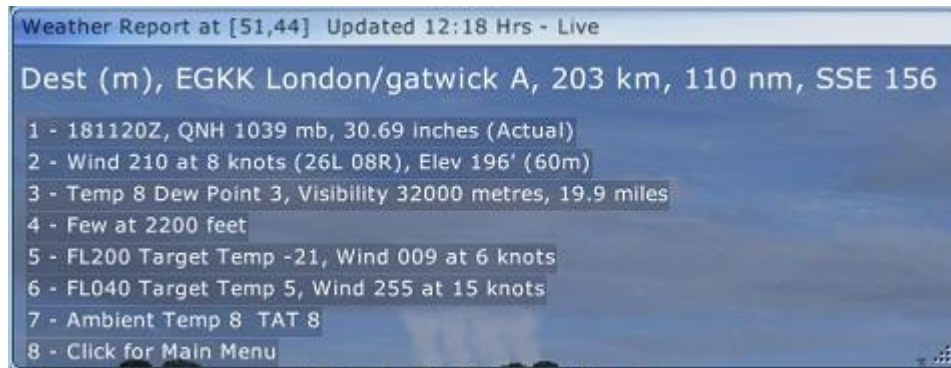 Weather Report at [51,44]  Updated 12:18 Hrs - Live
Dest (m), EGKK London/gatwick A, 203 km, 110 nm, SSE 156
1 - 181120Z, QNH 1039 mb, 30.69 inches (Actual)
2 - Wind 210 at 8 knots (26L 08R), Elev 196' (60m)
3 - Temp 8 Dew Point 3, Visibility 32000 metres, 19.9 miles
4 - Few at 2200 feet
5 - FL200 Target Temp -21, Wind 009 at 6 knots
6 - FL040 Target Temp 5, Wind 255 at 15 knots
7 - Ambient Temp 8  TAT 8
8 - Click for Main Menu